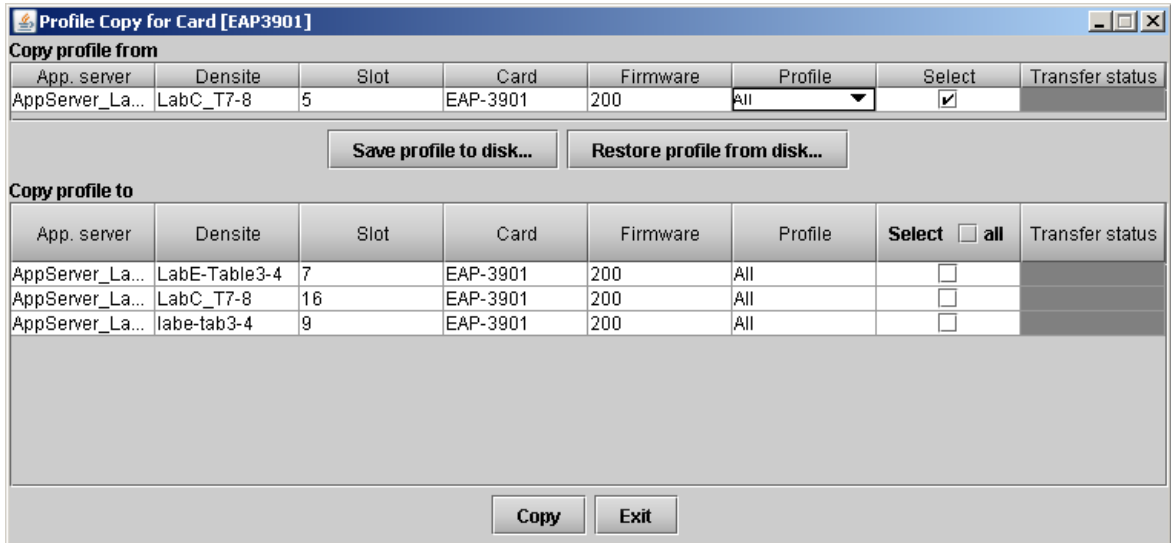 Profile Copy for Card [EAP3901]
Copy profile from
App. server Densite Slot Card Firmware Profile Select Transfer status
AppServer_La... LabC_T7-8 5 EAP-3901 200 All
Save profile to disk... Restore profile from disk...
Copy profile to
App. server Densite Slot Card Firmware Profile Select all Transfer status
AppServer_La... LabE-Table3-4 7 EAP-3901 200 All
AppServer_La... LabC_T7-8 16 EAP-3901 200 All
AppServer_La... labe-tab3-4 9 EAP-3901 200 All
Copy Exit